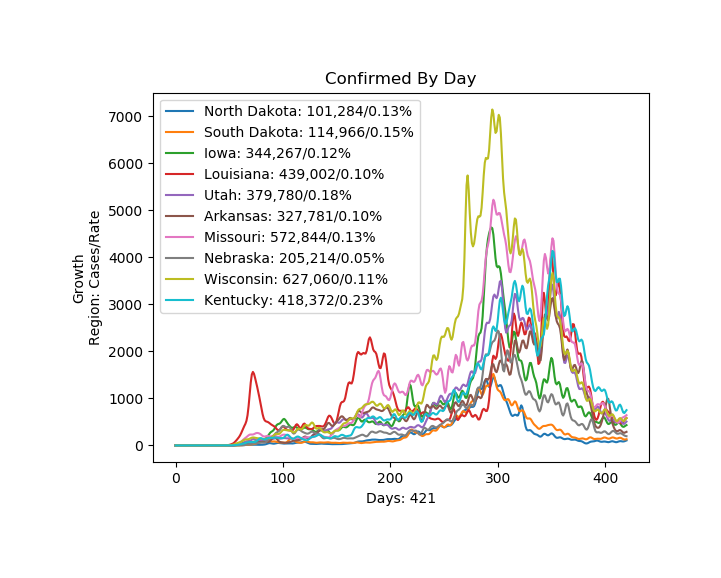 Confirmed By Day
7000
6000
5000
4000
3000
2000
1000
0
Growth
Region: Cases/Rate
North Dakota: 101,284/0.13%
South Dakota: 114,966/0.15%
Iowa: 344,267/0.12%
Louisiana: 439,002/0.10%
Utah: 379,780/0.18%
Arkansas: 327,781/0.10%
Missouri: 572,844/0.13%
Nebraska: 205,214/0.05%
Wisconsin: 627,060/0.11%
Kentucky: 418,372/0.23%
0 100 200 300 400
Days: 421